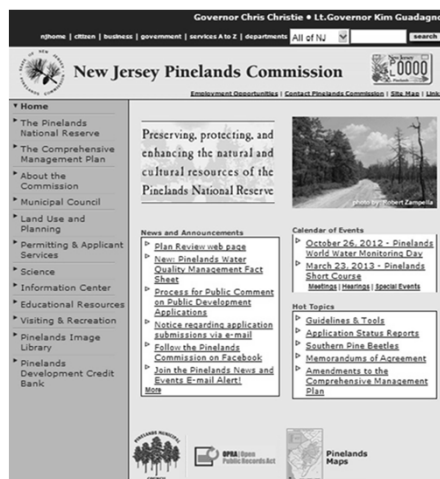 Governor Chris Christie • Lt.Governor Kim Guadagno
njhome | citizen | business | government | services A to Z | departments All of NJ search
New Jersey Pinelands Commission
0000
Employment Opportunities | Contact Pinelands Commission | Site Map | Links
Home
The Pinelands
National Reserve
The Comprehensive
Management Plan
About the
Commission
Municipal Council
Land Use and
Planning
Permitting & Applicant
Services
Science
Information Center
Educational Resources
Visiting & Recreation
Pinelands Image
Library
Pinelands
Development Credit
Bank
Preserving, protecting, and
enhancing the natural and
cultural resources of the
Pinelands National Reserve
photo by: Robert Zampella
News and Announcements
Plan Review web page
New: Pinelands Water
Quality Management Fact
Sheet
Process for Public Comment
on Public Development
Applications
Notice regarding application
submissions via e-mail
Follow the Pinelands
Commission on Facebook
Join the Pinelands News and
Events E-mail Alert!
More
Calendar of Events
October 26, 2012 - Pinelands
World Water Monitoring Day
March 23, 2013 - Pinelands
Short Course
Meetings | Hearings | Special Events
Hot Topics
Guidelines & Tools
Application Status Reports
Southern Pine Beetles
Memorandums of Agreement
Amendments to the
Comprehensive Management
Plan
PINELANDS MUNICIPAL
COUNCIL
OPRA | Open
Public Records Act
Pinelands
Maps